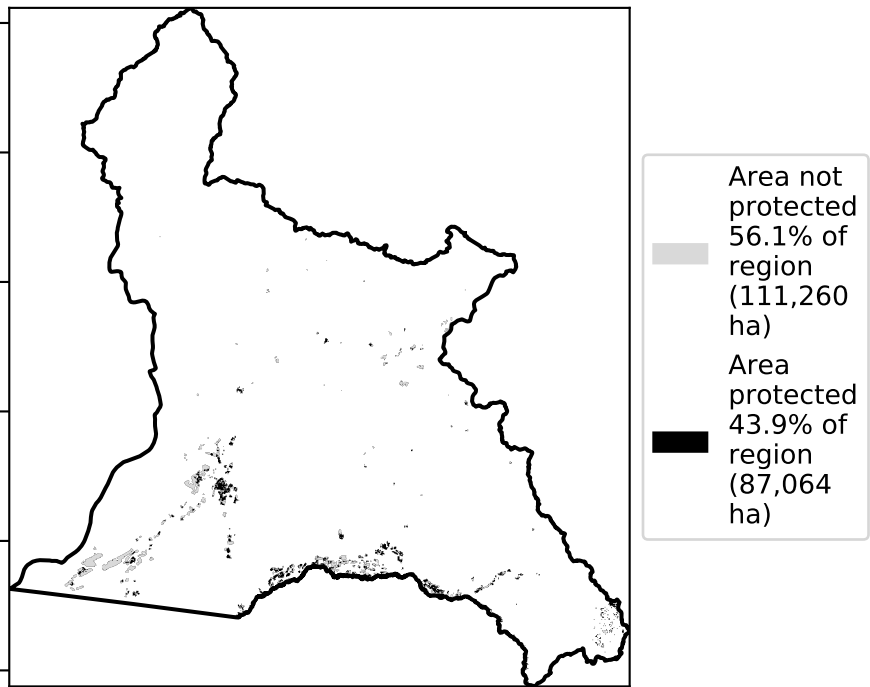 Area not
protected
56.1% of
region
(111,260
ha)
Area
protected
43.9% of
region
(87,064
ha)